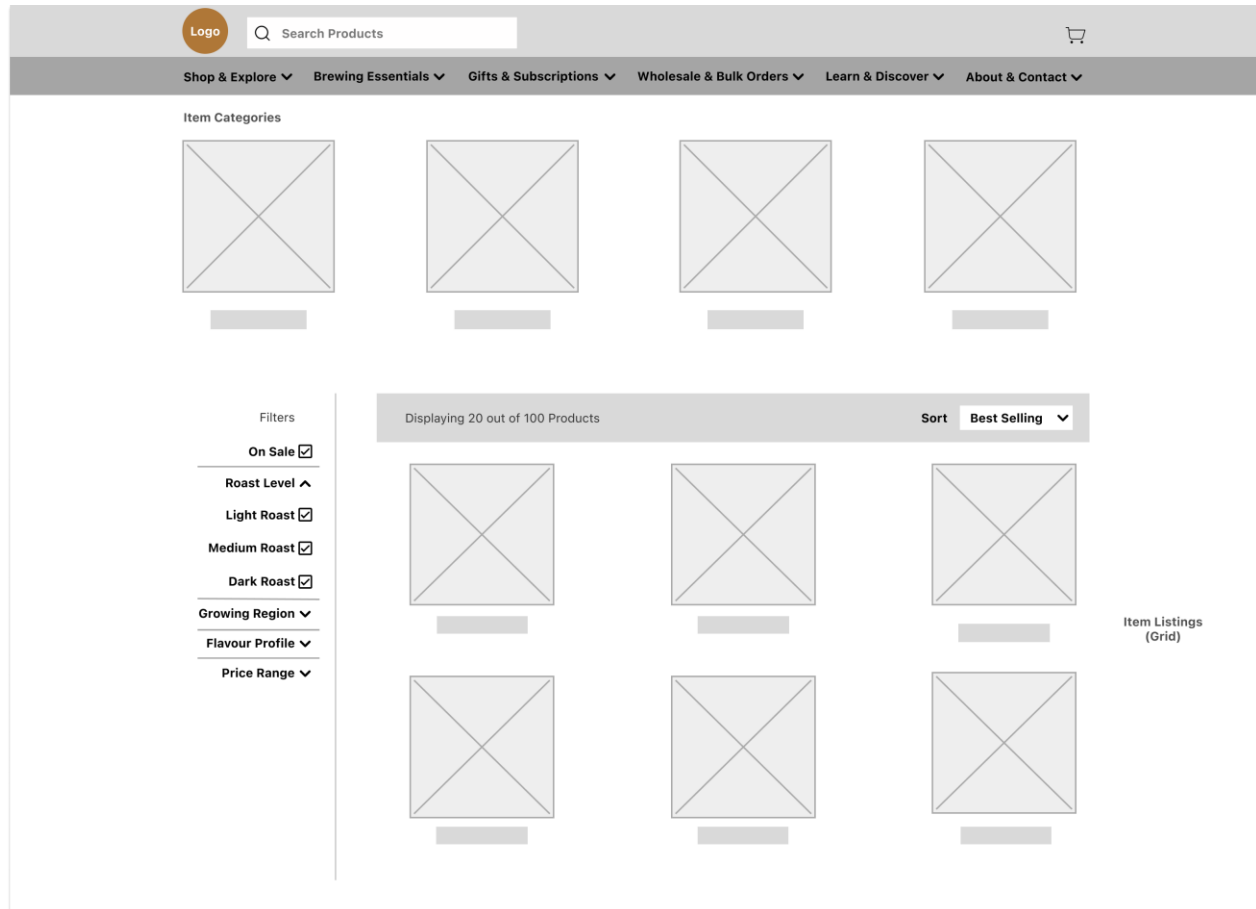 Logo
Search Products
Shop & Explore
Brewing Essentials
Gifts & Subscriptions
Wholesale & Bulk Orders
Learn & Discover
About & Contact
Item Categories
Filters
On Sale
Roast Level
Light Roast
Medium Roast
Dark Roast
Growing Region
Flavour Profile
Price Range
Displaying 20 out of 100 Products
Sort
Best Selling
Item Listings
(Grid)